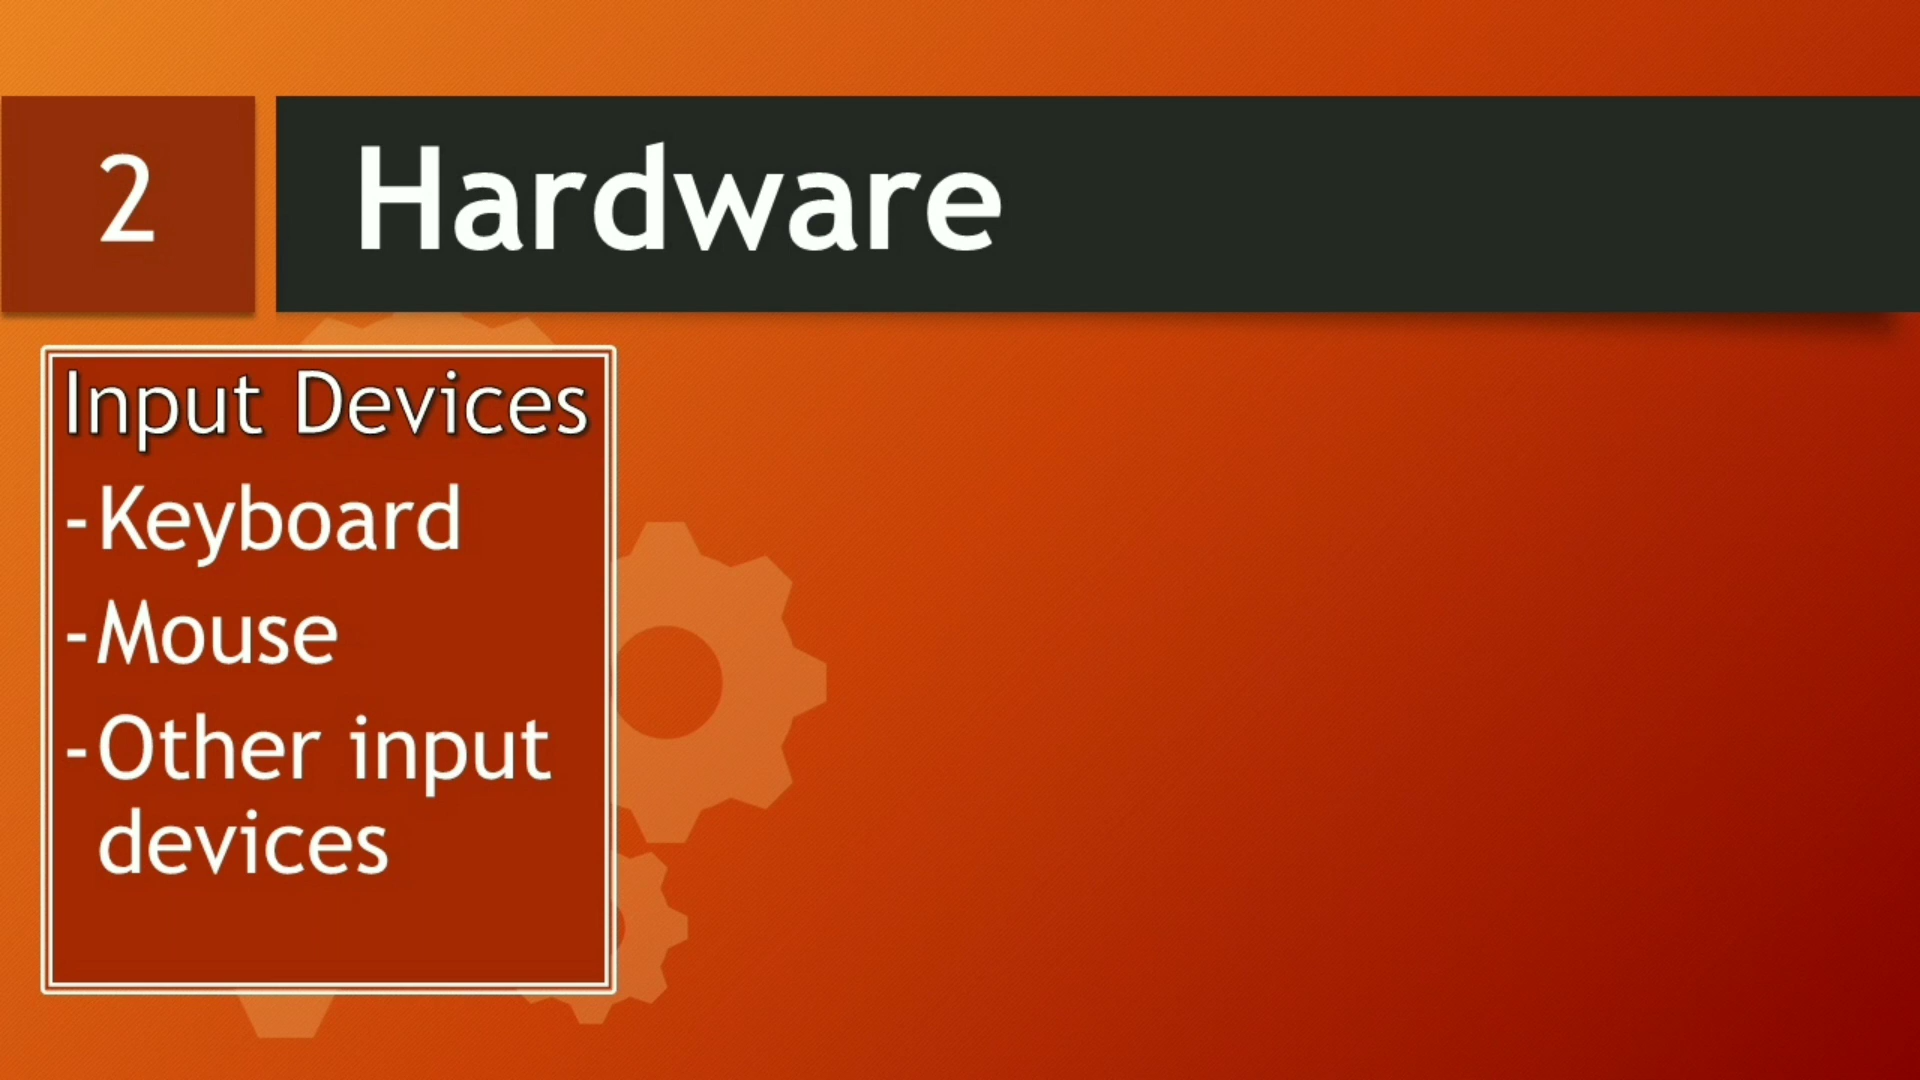 2
Hardware
Input Devices
-Keyboard
-Mouse
-Other input
devices